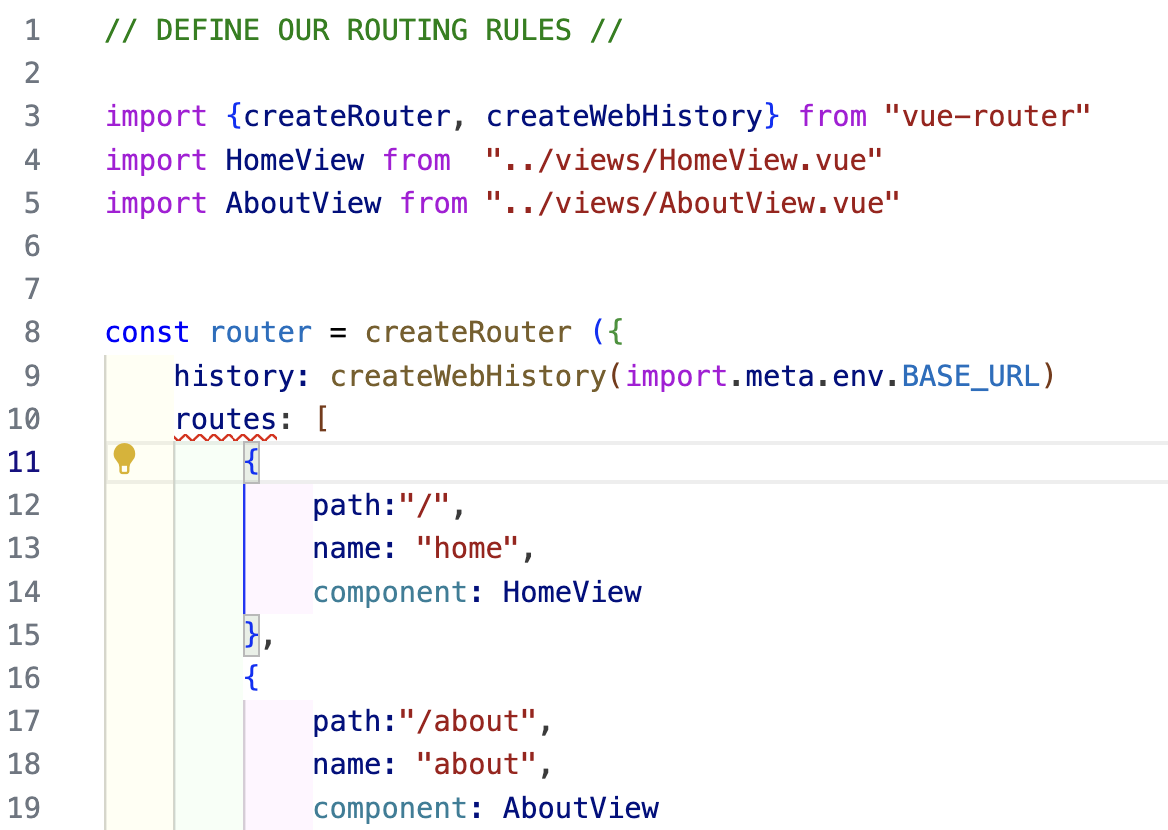 1 // DEFINE OUR ROUTING RULES //
2
3 import {createRouter, createWebHistory} from "vue-router"
4 import HomeView from  "../views/HomeView.vue"
5 import AboutView from "../views/AboutView.vue"
6
7
8 const router = createRouter ({
9     history: createWebHistory(import.meta.env.BASE_URL)
10     routes: [
11         {
12             path:"/",
13             name: "home",
14             component: HomeView
15         },
16         {
17             path:"/about",
18             name: "about",
19             component: AboutView